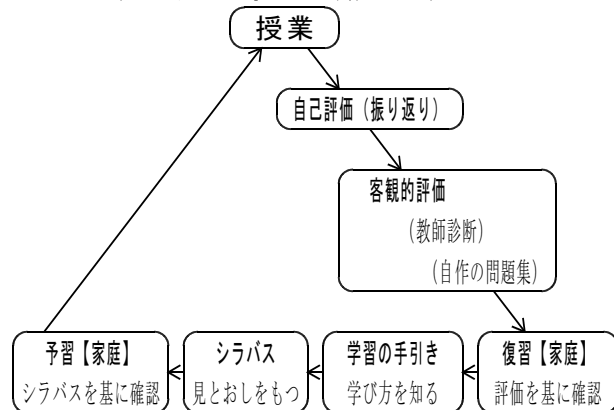 授業
自己評価（振り返り）
客観的評価
（教師診断）
（自作の問題集）
予習【家庭】
シラバスを基に確認
シラバス
見とおしをもつ
学習の手引き
学び方を知る
復習【家庭】
評価を基に確認